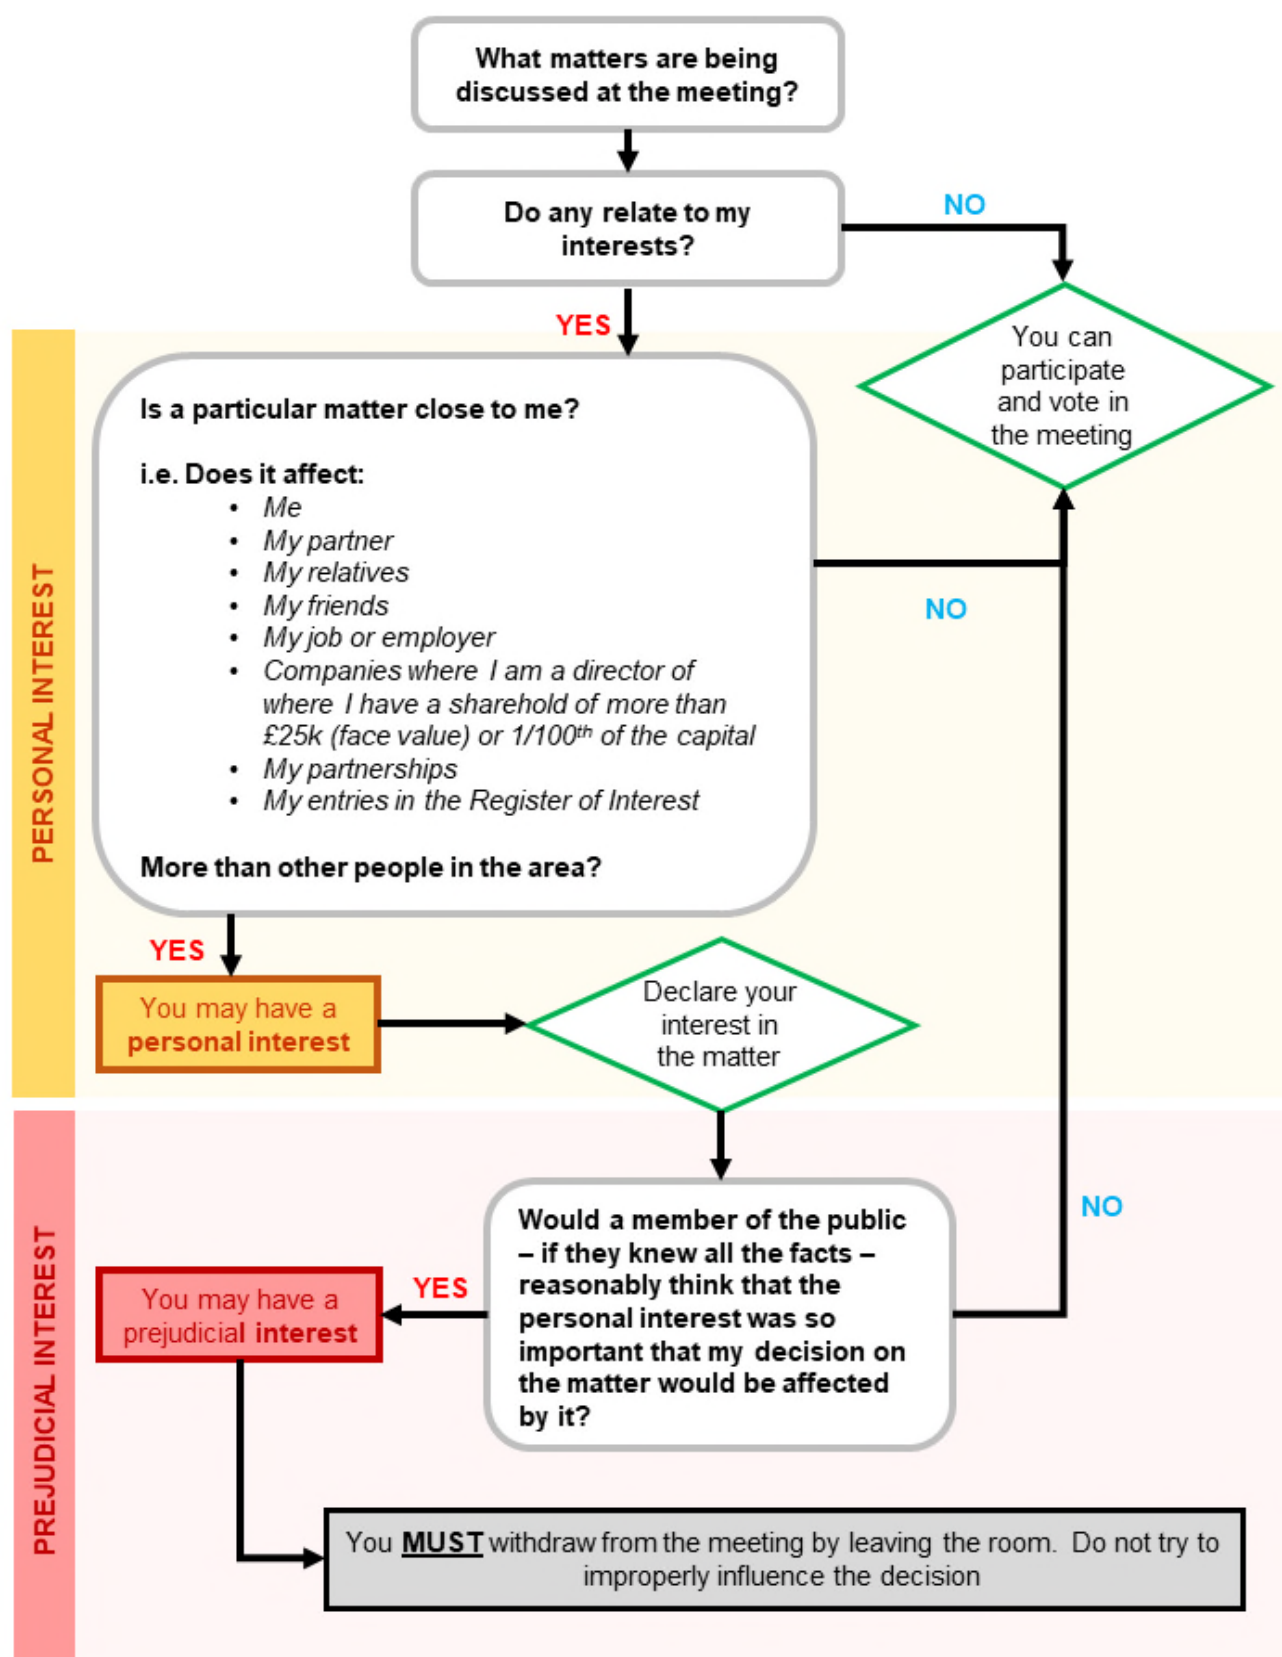 What matters are being
discussed at the meeting?
Do any relate to my
interests?
NO
YES
You can
participate
and vote in
the meeting
PERSONAL INTEREST
Is a particular matter close to me?
i.e. Does it affect:
• Me
• My partner
• My relatives
• My friends
• My job or employer
• Companies where I am a director of
where I have a sharehold of more than
£25k (face value) or 1/100th of the capital
• My partnerships
• My entries in the Register of Interest
More than other people in the area?
NO
YES
You may have a
personal interest
Declare your
interest in
the matter
PREJUDICIAL INTEREST
Would a member of the public
– if they knew all the facts –
reasonably think that the
personal interest was so
important that my decision on
the matter would be affected
by it?
NO
YES
You may have a
prejudicial interest
You MUST withdraw from the meeting by leaving the room. Do not try to
improperly influence the decision